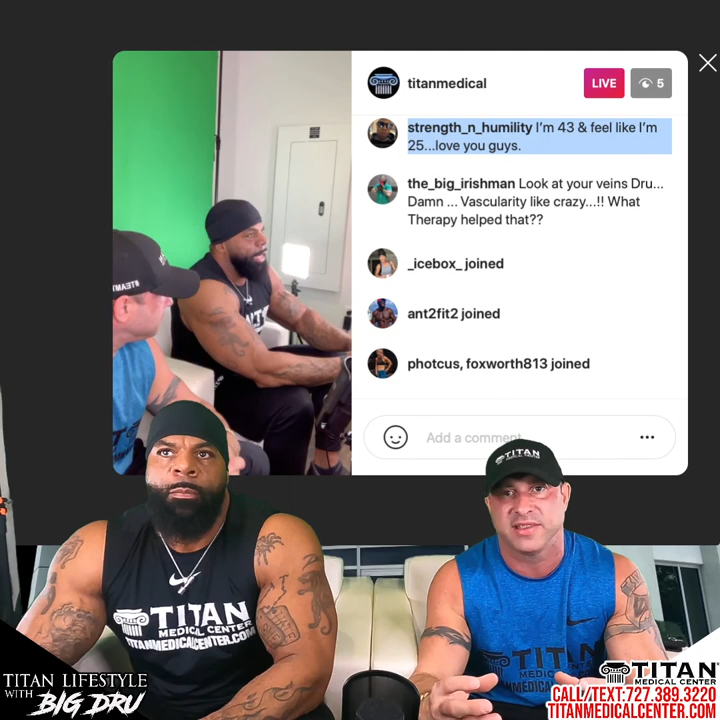 titanmedical
LIVE
5
strength_n_humility I'm 43 & feel like I'm
25...love you guys.
the_big_irishman Look at your veins Dru...
Damn ... Vascularity like crazy...!! What
Therapy helped that??
_icebox_ joined
ant2fit2 joined
photcus, foxworth813 joined
Add a comment
TITAN
TITAN
MEDICAL CENTER
TITANMEDICALCENTER.COM
TITAN LIFESTYLE
WITH BIG DRU
TITAN
MEDICAL CENTER
CALL/TEXT:727.389.3220
TITANMEDICALCENTER.COM